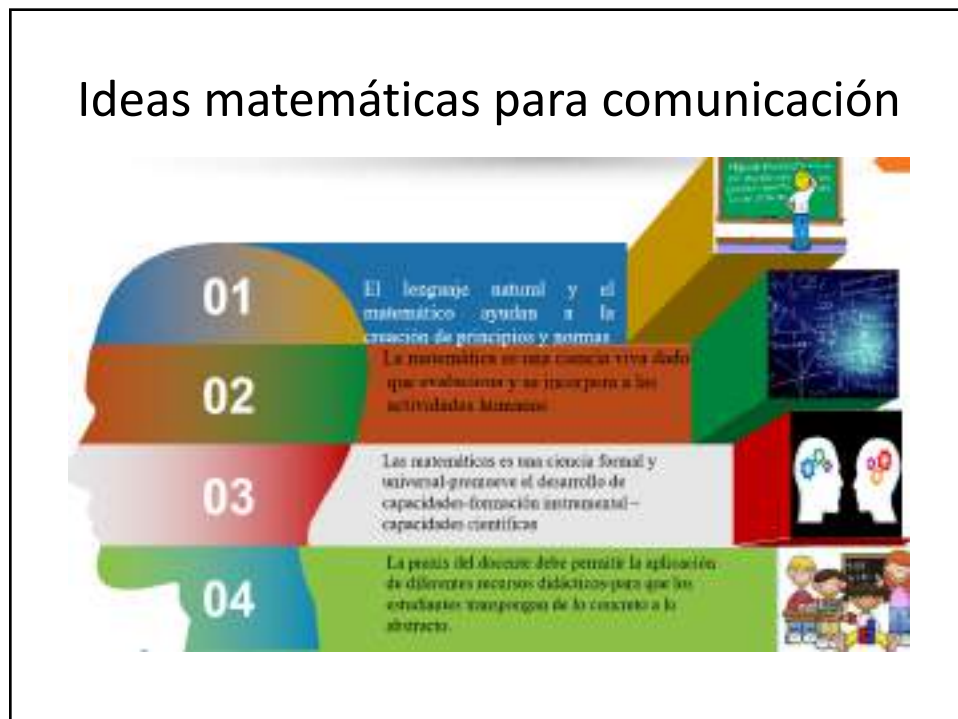 Ideas matemáticas para comunicación
01
El lenguaje natural y el
matemático ayudan a la
creación de principios y normas
02
La matemática es una ciencia viva dado
que evoluciona y se incorpora a las
actividades humanas
03
Las matemáticas es una ciencia formal y
universal-promueve el desarrollo de
capacidades-formación instrumental–
capacidades científicas
04
La praxis del docente debe permitir la aplicación
de diferentes recursos didácticos para que los
estudiantes transpongan de lo concreto a lo
abstracto.